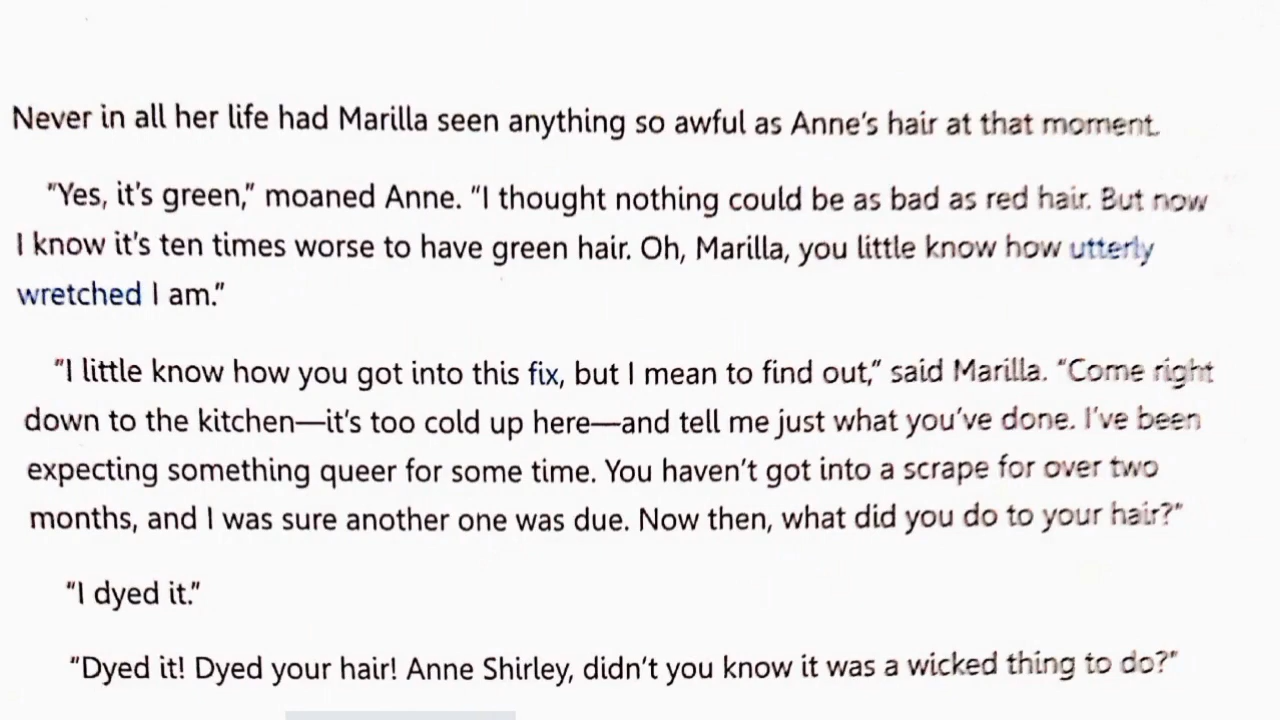 Never in all her life had Marilla seen anything so awful as Anne's hair at that moment.
"Yes, it's green," moaned Anne. "I thought nothing could be as bad as red hair. But now
I know it's ten times worse to have green hair. Oh, Marilla, you little know how utterly
wretched I am."
"I little know how you got into this fix, but I mean to find out," said Marilla. "Come right
down to the kitchen—it's too cold up here—and tell me just what you've done. I've been
expecting something queer for some time. You haven't got into a scrape for over two
months, and I was sure another one was due. Now then, what did you do to your hair?"
"I dyed it."
"Dyed it! Dyed your hair! Anne Shirley, didn't you know it was a wicked thing to do?"